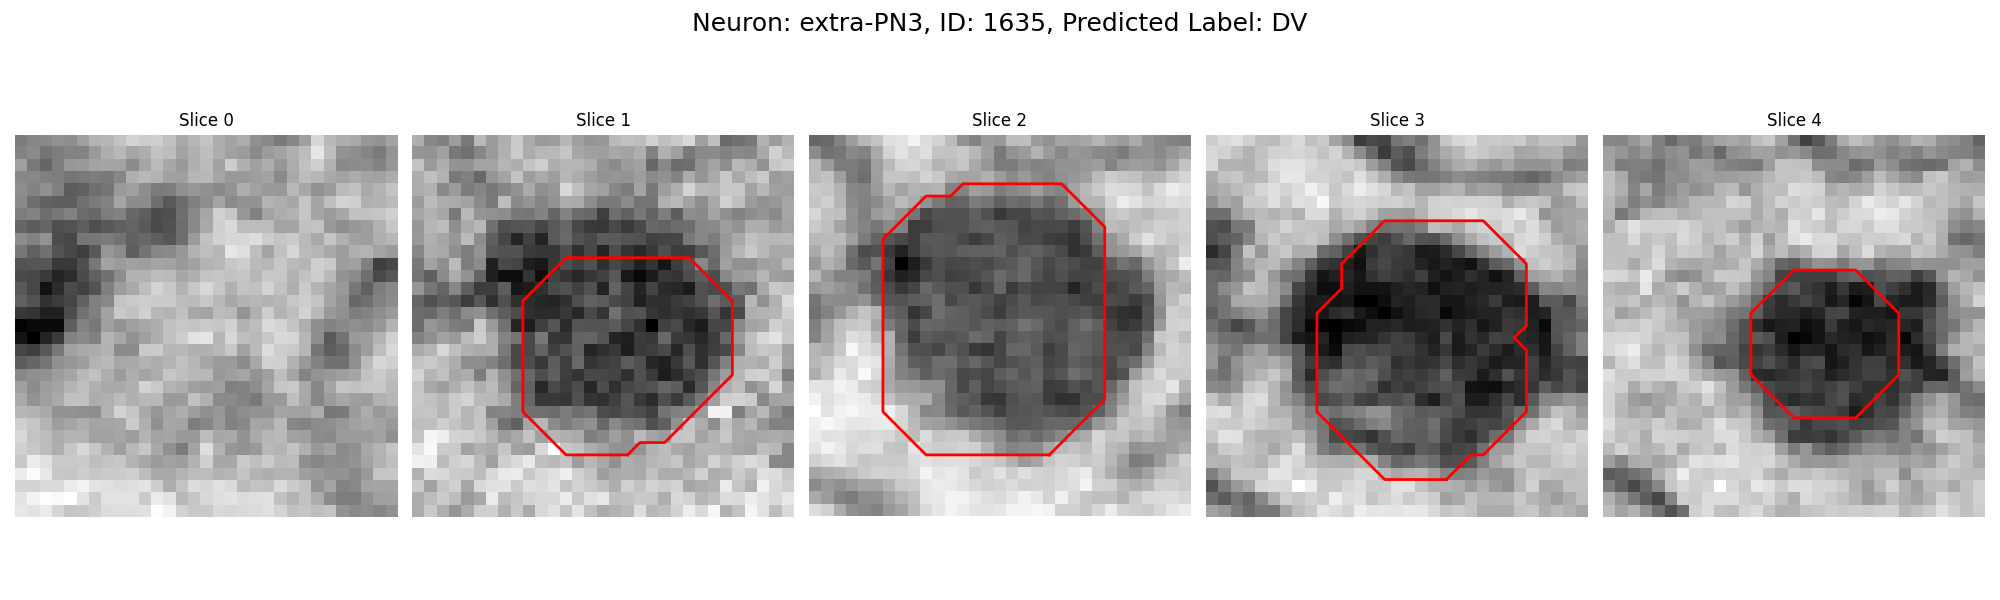 Neuron: extra-PN3, ID: 1635, Predicted Label: DV
Slice 0
Slice 1
Slice 2
Slice 3
Slice 4